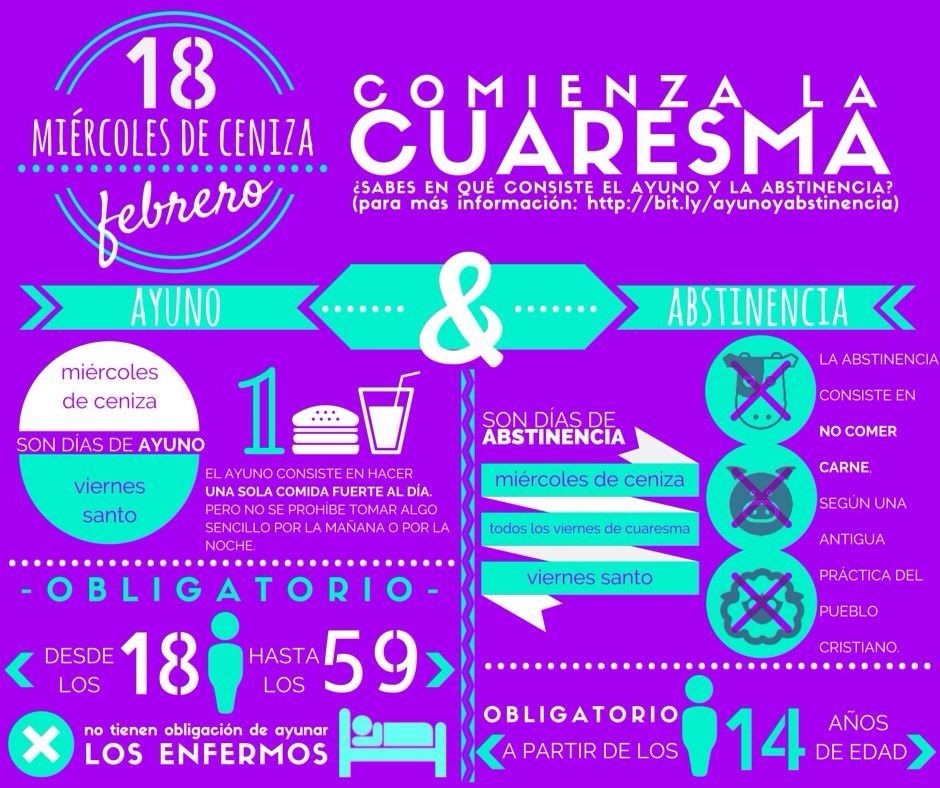 18
MIÉRCOLES DE CENIZA
febrero
COMIENZA LA
CUARESMA
¿SABES EN QUÉ CONSISTE EL AYUNO Y LA ABSTINENCIA?
(para más información: http://bit.ly/ayunoyabstinencia)
AYUNO
&
ABSTINENCIA
miércoles
de ceniza
SON DÍAS DE AYUNO
viernes
santo
1
EL AYUNO CONSISTE EN HACER
UNA SOLA COMIDA FUERTE AL DÍA.
PERO NO SE PROHÍBE TOMAR ALGO
SENCILLO POR LA MAÑANA O POR LA
NOCHE.
- OBLIGATORIO -
DESDE
LOS
18
HASTA
LOS
59
no tienen obligación de ayunar
LOS ENFERMOS
SON DÍAS DE
ABSTINENCIA
miércoles de ceniza
todos los viernes de cuaresma
viernes santo
LA ABSTINENCIA
CONSISTE EN
NO COMER
CARNE,
SEGÚN UNA
ANTIGUA
PRÁCTICA DEL
PUEBLO
CRISTIANO.
OBLIGATORIO
A PARTIR DE LOS
14
AÑOS
DE EDAD